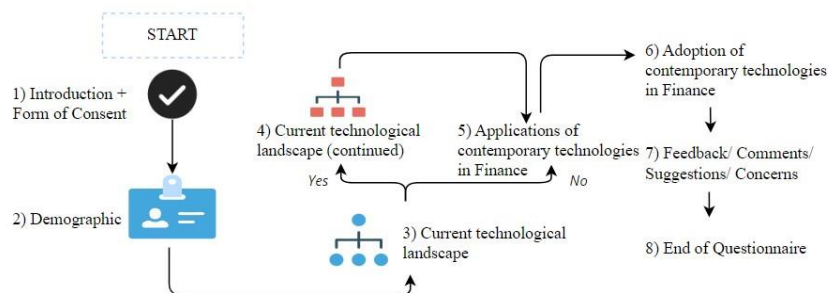 START
1) Introduction +
Form of Consent
2) Demographic
3) Current technological
landscape
Yes
No
4) Current technological
landscape (continued)
5) Applications of
contemporary technologies
in Finance
6) Adoption of
contemporary technologies
in Finance
7) Feedback/ Comments/
Suggestions/ Concerns
8) End of Questionnaire